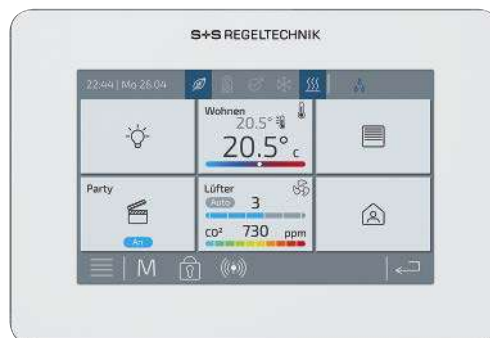 S+S REGELTECHNIK
22:44 | Mo 26.04
Wohnen
20.5°
20.5° c
Party
An
Lüfter
Auto 3
CO² 730 ppm
M